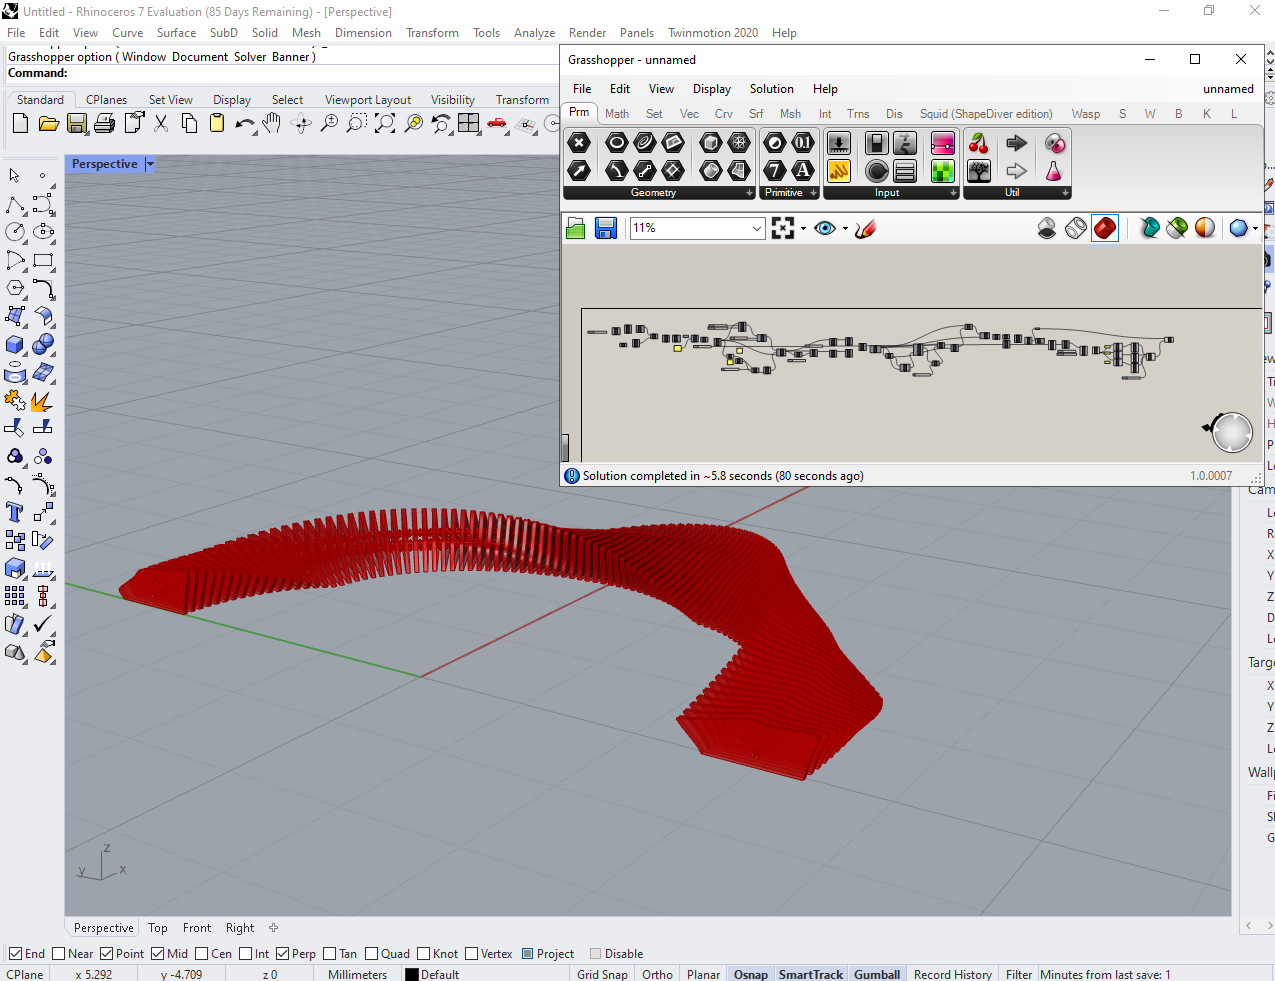 Untitled - Rhinoceros 7 Evaluation (85 Days Remaining) - [Perspective]
File Edit View Curve Surface SubD Solid Mesh Dimension Transform Tools Analyze Render Panels Twinmotion 2020 Help
Grasshopper option ( Window Document Solver Banner )
Command:
Standard CPlanes Set View Display Select Viewport Layout Visibility Transform
Perspective
Grasshopper - unnamed
File Edit View Display Solution Help unnamed
Prm Math Set Vec Crv Srf Msh Int Trns Dis Squid (ShapeDiver edition) Wasp S W B K L
Geometry Primitive Input Util
11%
Solution completed in ~5.8 seconds (80 seconds ago) 1.0.0007
Cam
L
R
X
Y
Z
D
L
Targe
X
Y
Z
L
Wallp
Fi
G
z
y x
Perspective Top Front Right
End Near Point Mid Cen Int Perp Tan Quad Knot Vertex Project Disable
CPlane x 5.292 y -4.709 z 0 Millimeters Default Grid Snap Ortho Planar Osnap SmartTrack Gumball Record History Filter Minutes from last save: 1